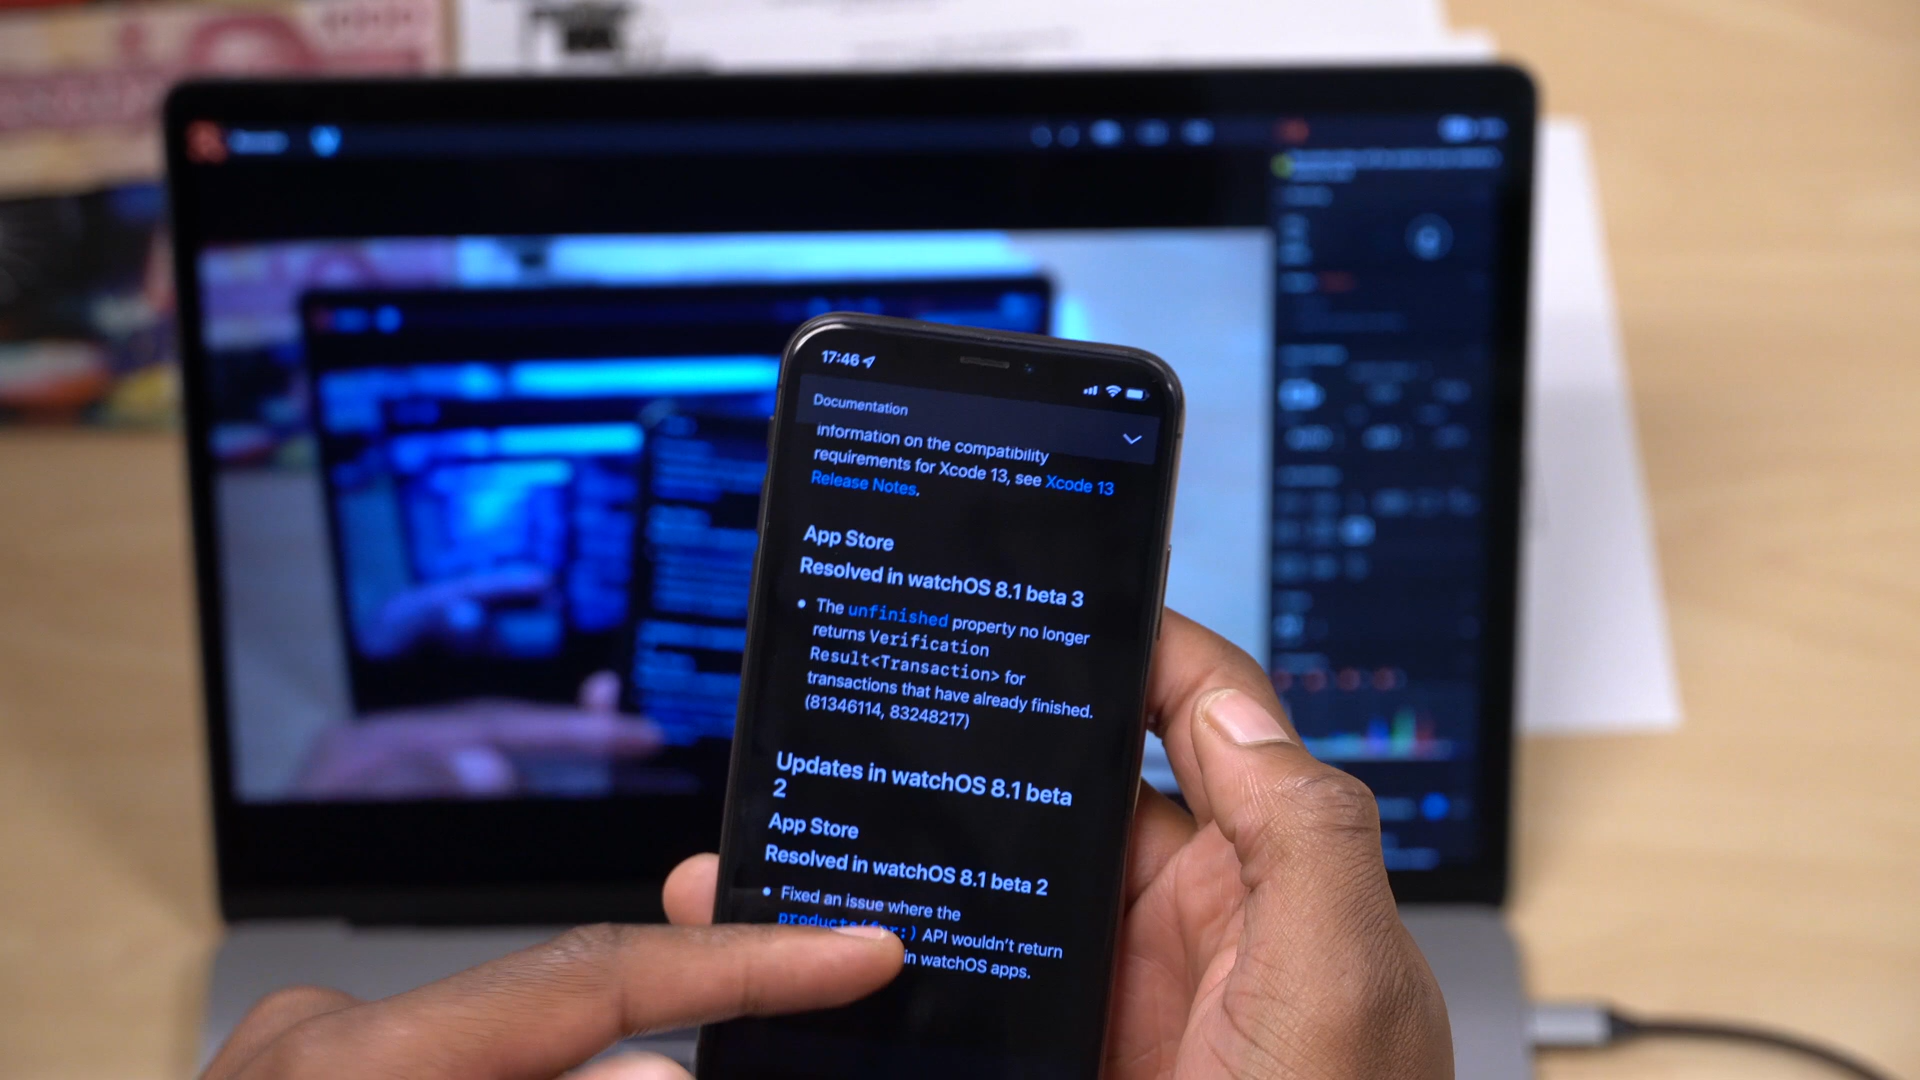 17:46
Documentation
information on the compatibility
requirements for Xcode 13, see Xcode 13
Release Notes.
App Store
Resolved in watchOS 8.1 beta 3
• The unfinished property no longer
returns Verification
Result<Transaction> for
transactions that have already finished.
(81346114, 83248217)
Updates in watchOS 8.1 beta
2
App Store
Resolved in watchOS 8.1 beta 2
• Fixed an issue where the
API wouldn't return
in watchOS apps.